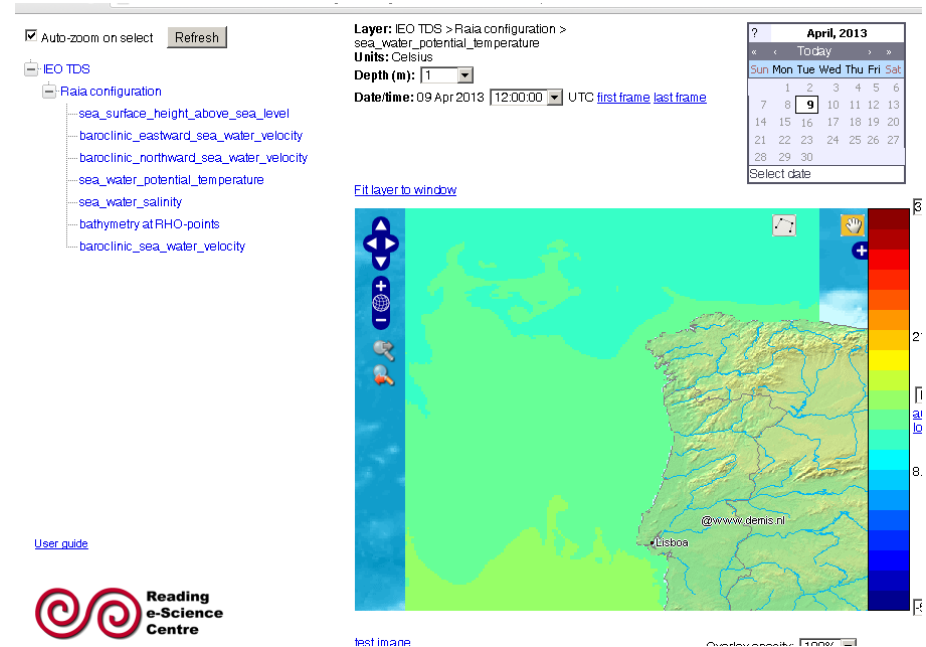 Auto-zoom on select Refresh
IEO TDS
Raia configuration
sea_surface_height_above_sea_level
baroclinic_eastward_sea_water_velocity
baroclinic_northward_sea_water_velocity
sea_water_potential_temperature
sea_water_salinity
bathymetry at RHO-points
baroclinic_sea_water_velocity
User guide
Reading
e-Science
Centre
Layer: IEO TDS > Raia configuration >
sea_water_potential_temperature
Units: Celsius
Depth (m): 1
Date/time: 09 Apr 2013 12:00:00 UTC first frame last frame
Fit layer to window
? April, 2013
« ‹ Today › »
Sun Mon Tue Wed Thu Fri Sat
1 2 3 4 5 6
7 8 9 10 11 12 13
14 15 16 17 18 19 20
21 22 23 24 25 26 27
28 29 30
Select date
@www.demis.nl
Lisboa
8.
test image
Overlay opacity: 100%